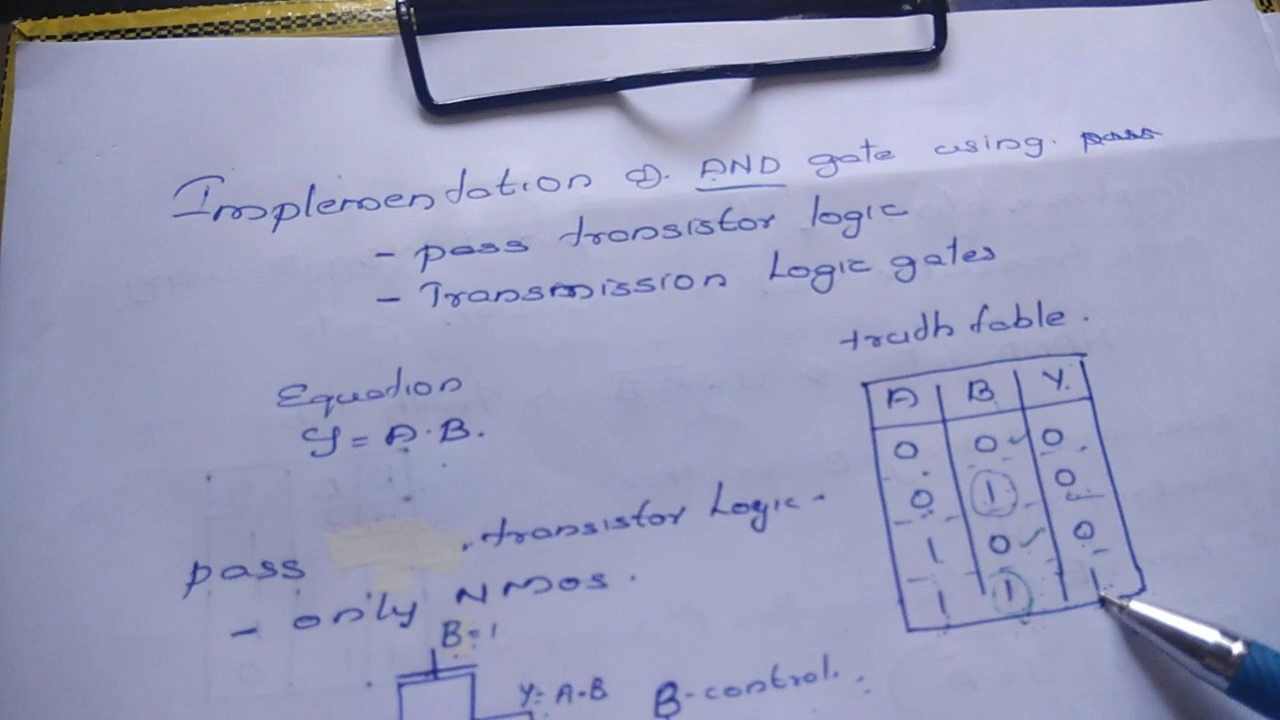 Implementation of AND gate using. pass
- pass transistor logic
- Transmission Logic gates
Equation
Y = A.B.
truth table.
A B Y.
0 0 ✓ 0
0 1 0
1 0 ✓ 0
1 1 1
pass transistor Logic -
- only NMOS.
B=1
Y= A.B
B-control.